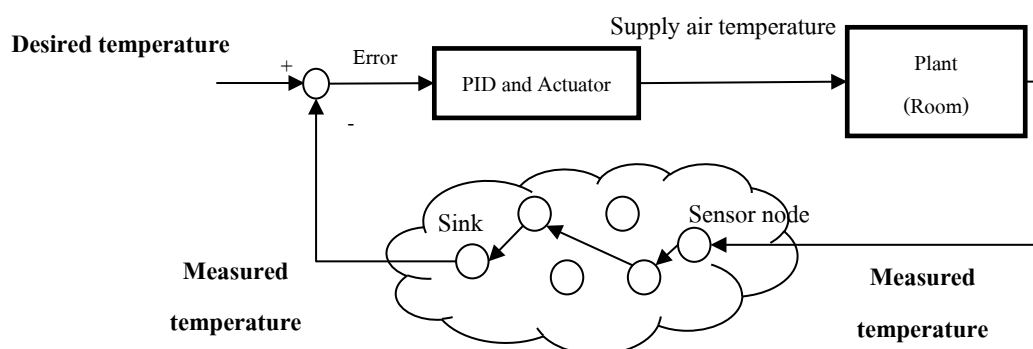 Supply air temperature
Desired temperature
+
Error
PID and Actuator
Plant
(Room)
-
Sink
Sensor node
Measured
temperature
Measured
temperature